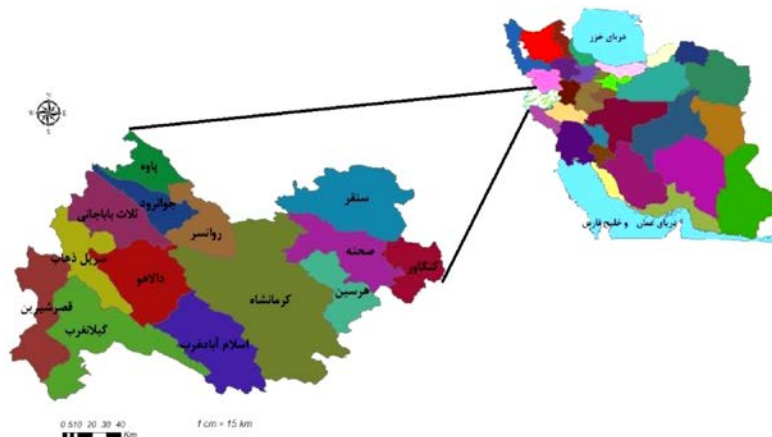 دریای خزر
دریای عمان و خلیج فارس
پاوه
جوانرود
ثلاث باباجانی
روانسر
سنقر
صحنه
کنگاور
هرسین
کرمانشاه
سرپل ذهاب
دالاهو
قصرشیرین
گیلانغرب
اسلام آبادغرب
N
W E
S
0 5 10 20 30 40
Km
1 cm = 15 km